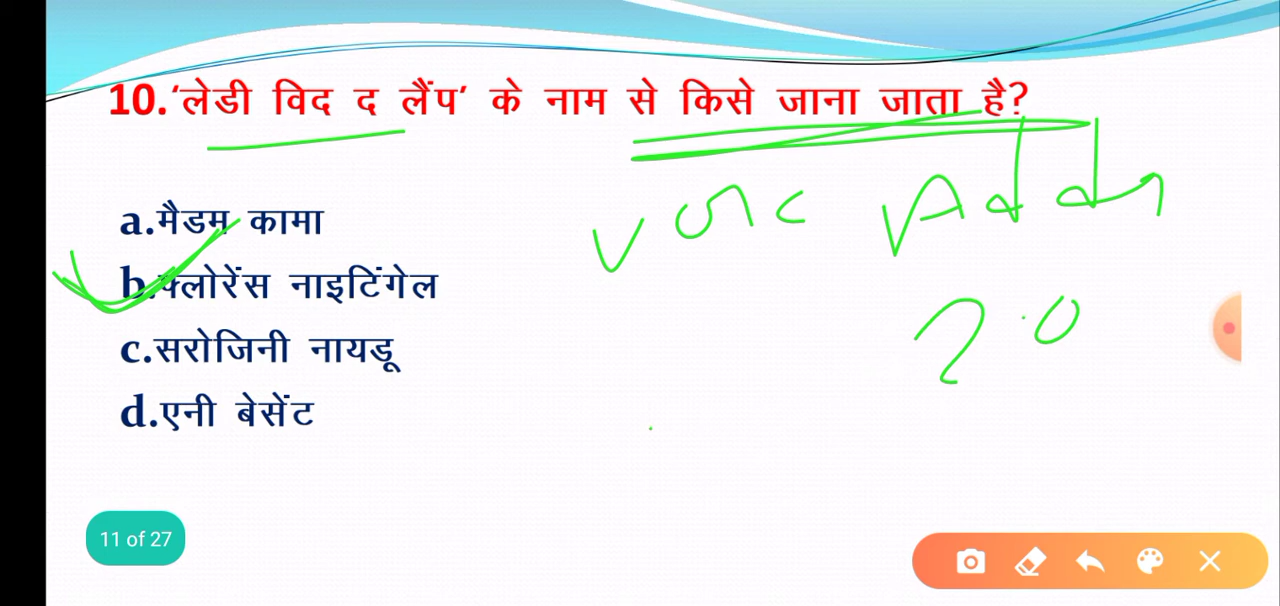 10.‘लेडी विद द लैंप’ के नाम से किसे जाना जाता है?
a.मैडम कामा
b.फ्लोरेंस नाइटिंगेल
c.सरोजिनी नायडू
d.एनी बेसेंट
11 of 27